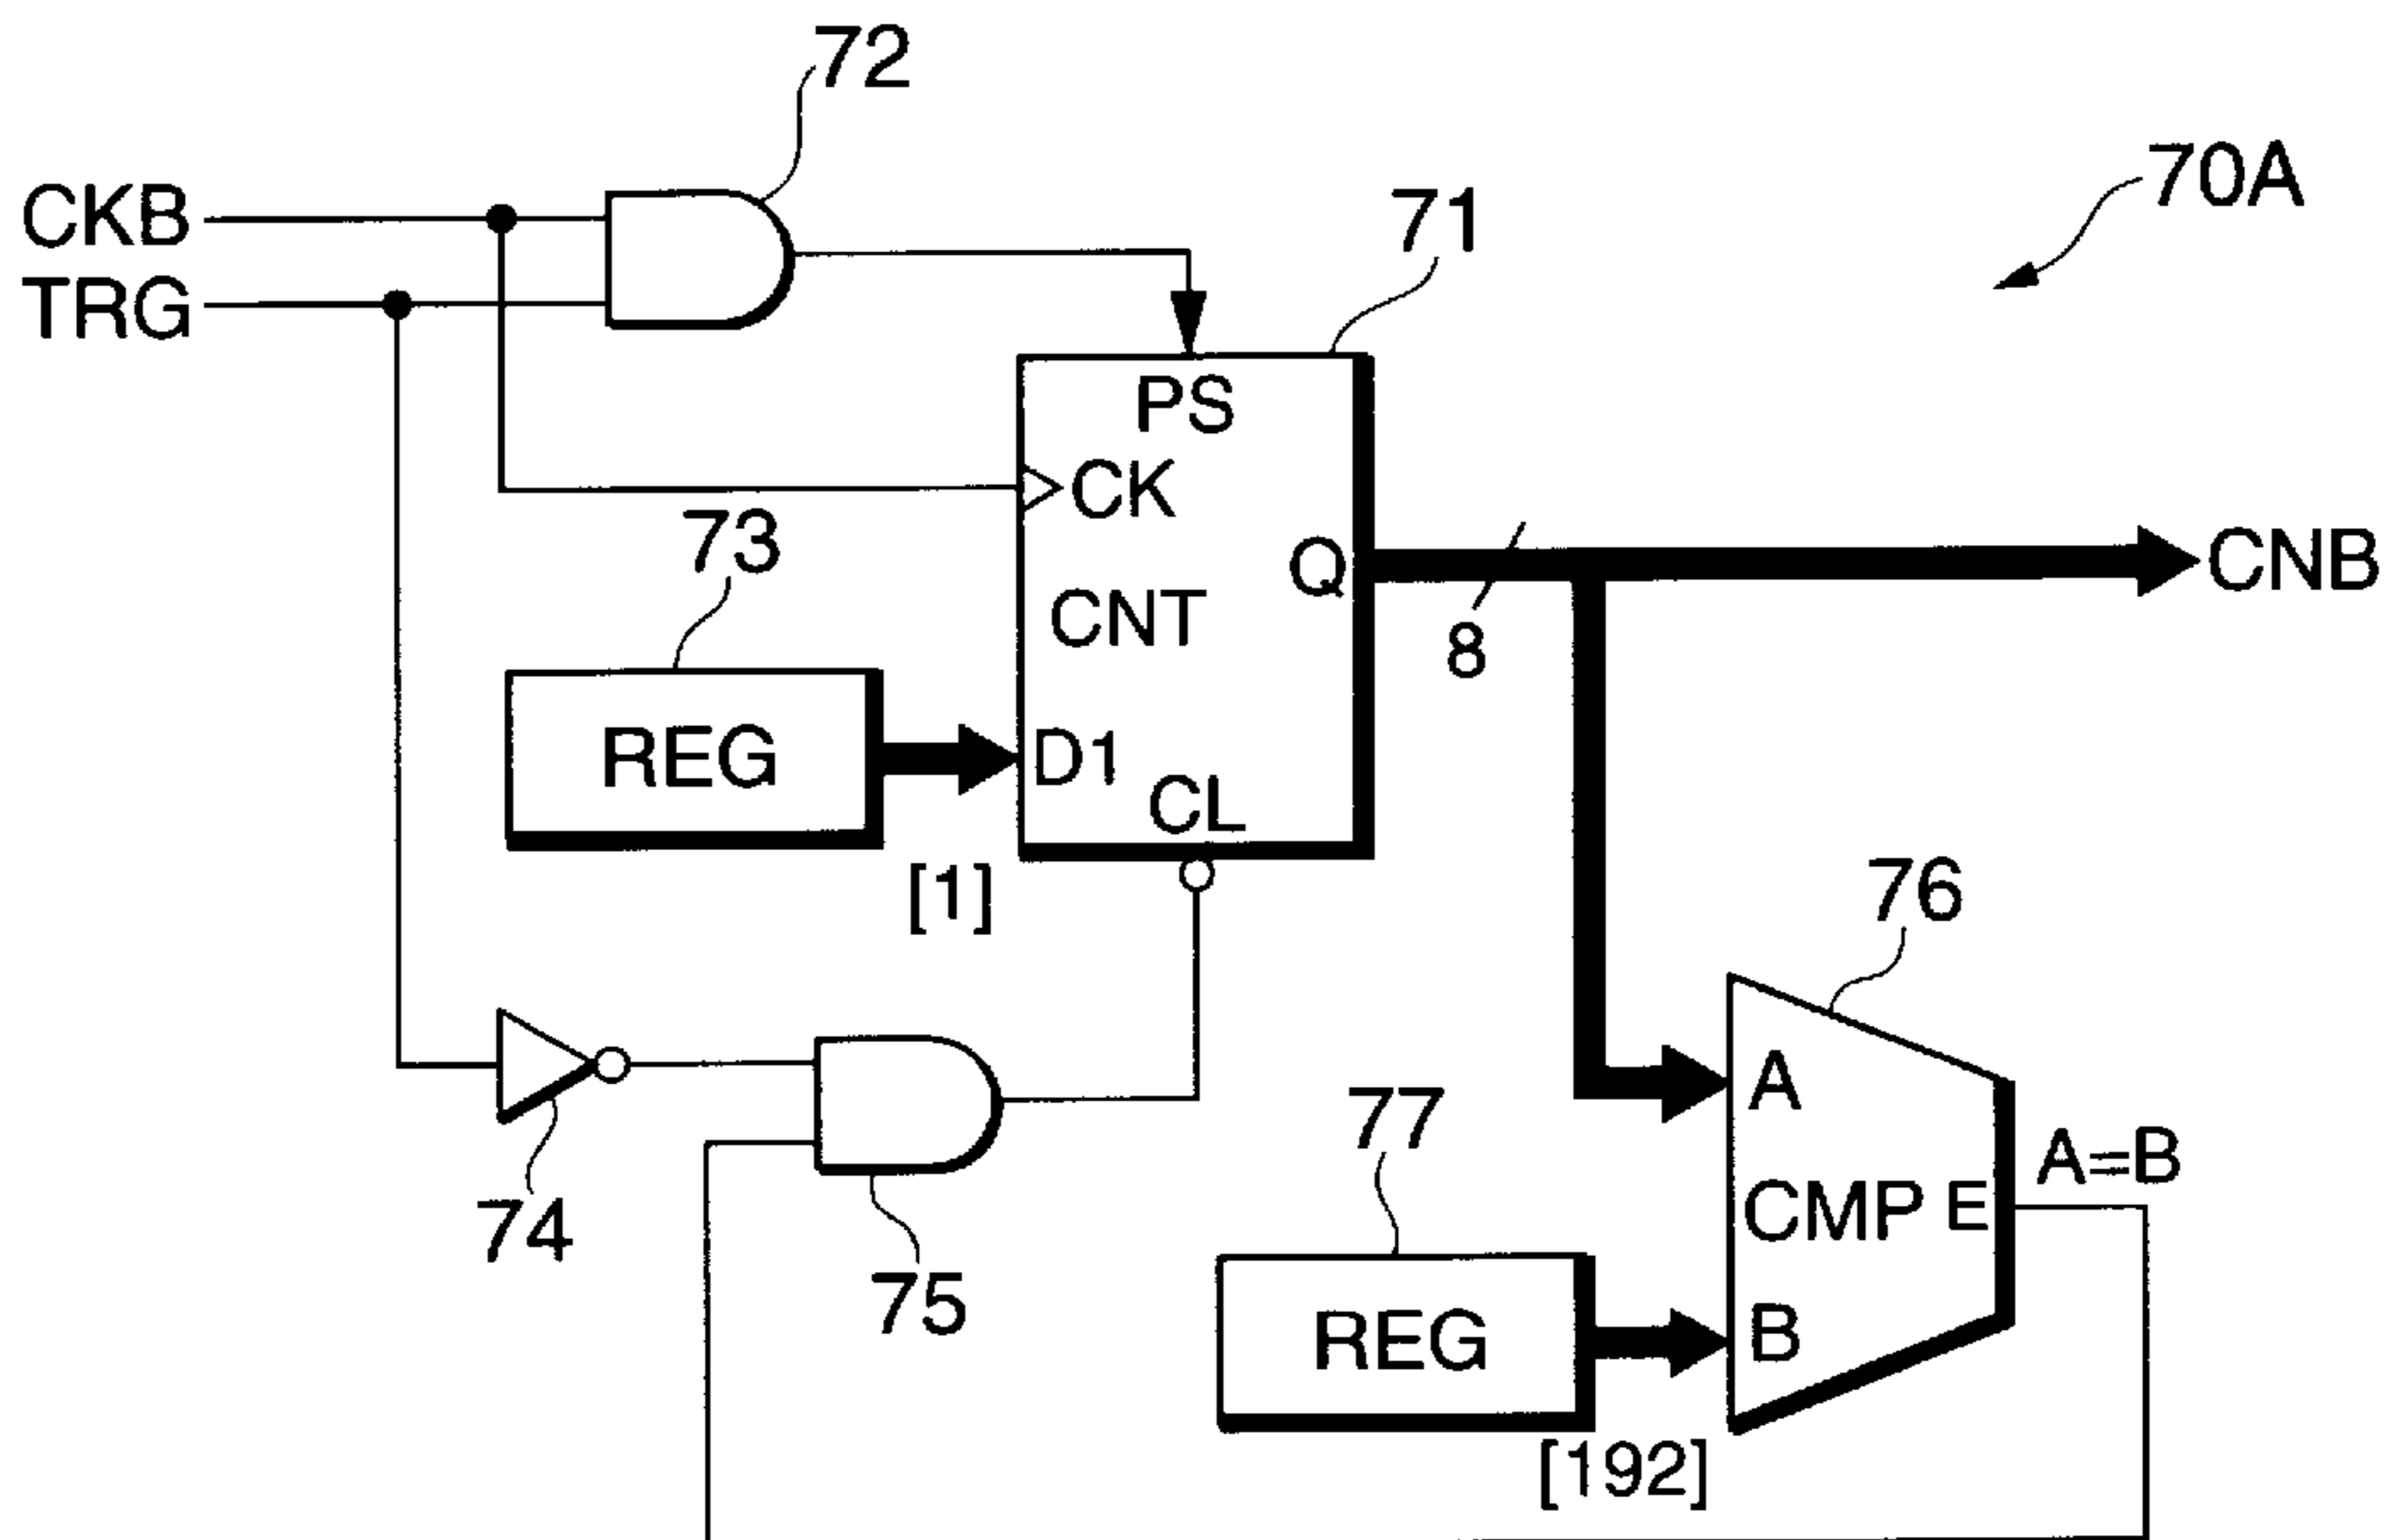 72
70A
CKB
71
TRG
PS
CK
73
Q
CNB
CNT
8
REG
D1
CL
[1]
76
A
77
A=B
CMP E
74
75
REG
B
[192]